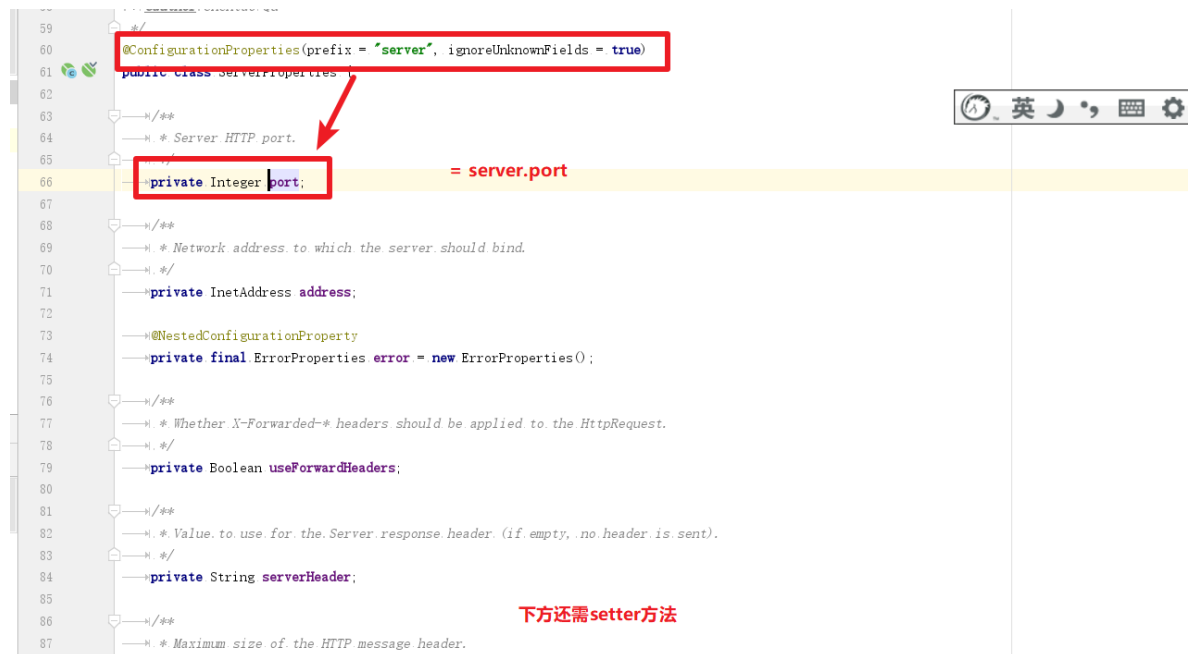 59 */
60 @ConfigurationProperties(prefix = "server", ignoreUnknownFields = true)
61 public class ServerProperties {
62
63 /**
64 * Server HTTP port.
65 */
66 private Integer port;
= server.port
67
68 /**
69 * Network address to which the server should bind.
70 */
71 private InetAddress address;
72
73 @NestedConfigurationProperty
74 private final ErrorProperties error = new ErrorProperties();
75
76 /**
77 * Whether X-Forwarded-* headers should be applied to the HttpRequest.
78 */
79 private Boolean useForwardHeaders;
80
81 /**
82 * Value to use for the Server response header (if empty, no header is sent).
83 */
84 private String serverHeader;
85
86 /**
下方还需setter方法
87 * Maximum size of the HTTP message header.
英